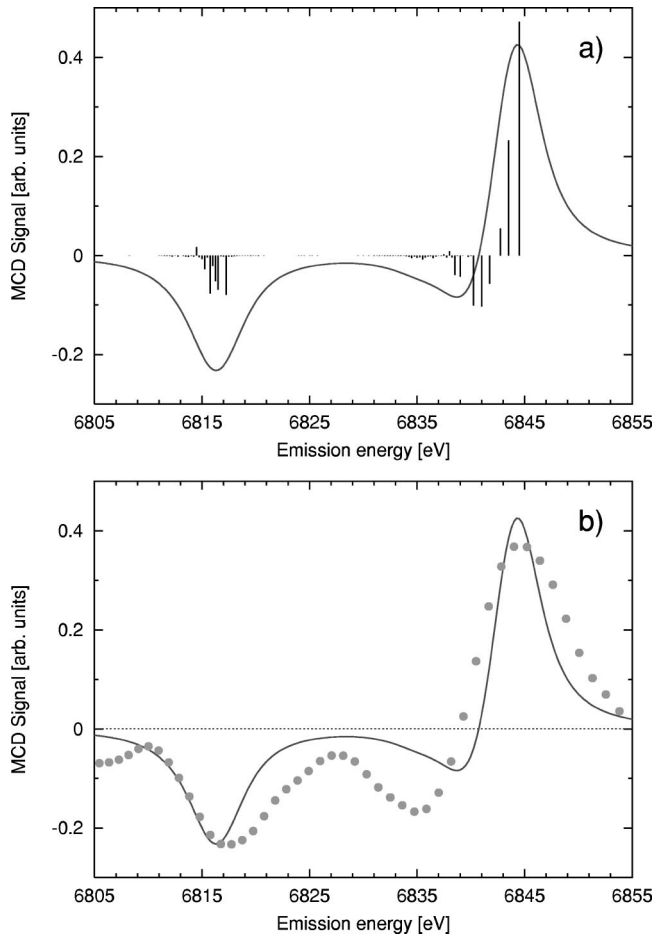 a)
0.4
0.2
0
-0.2
MCD Signal [arb. units]
6805 6815 6825 6835 6845 6855
Emission energy [eV]
b)
0.4
0.2
0
-0.2
MCD Signal [arb. units]
6805 6815 6825 6835 6845 6855
Emission energy [eV]